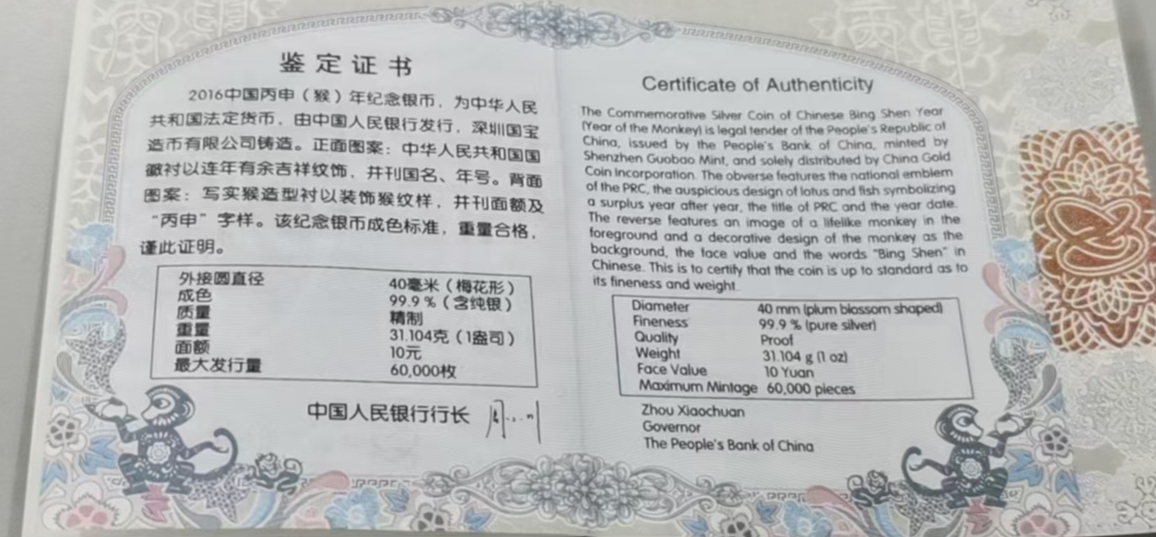 鉴定证书
2016中国丙申（猴）年纪念银币，为中华人民
共和国法定货币，由中国人民银行发行，深圳国宝
造币有限公司铸造。正面图案：中华人民共和国国
徽衬以连年有余吉祥纹饰，并刊国名、年号。背面
图案：写实猴造型衬以装饰猴纹样，并刊面额及
“丙申”字样。该纪念银币成色标准，重量合格，
谨此证明。
外接圆直径 40毫米（梅花形）
成色 99.9％（含纯银）
质量 精制
重量 31.104克（1盎司）
面额 10元
最大发行量 60,000枚
中国人民银行行长
Certificate of Authenticity
The Commemorative Silver Coin of Chinese Bing Shen Year
(Year of the Monkey) is legal tender of the People's Republic of
China, issued by the People's Bank of China, minted by
Shenzhen Guobao Mint, and solely distributed by China Gold
Coin Incorporation. The obverse features the national emblem
of the PRC, the auspicious design of lotus and fish symbolizing
a surplus year after year, the title of PRC and the year date.
The reverse features an image of a lifelike monkey in the
foreground and a decorative design of the monkey as the
background, the face value and the words "Bing Shen" in
Chinese. This is to certify that the coin is up to standard as to
its fineness and weight.
Diameter 40 mm (plum blossom shaped)
Fineness 99.9 % (pure silver)
Quality Proof
Weight 31.104 g (1 oz)
Face Value 10 Yuan
Maximum Mintage 60,000 pieces
Zhou Xiaochuan
Governor
The People's Bank of China